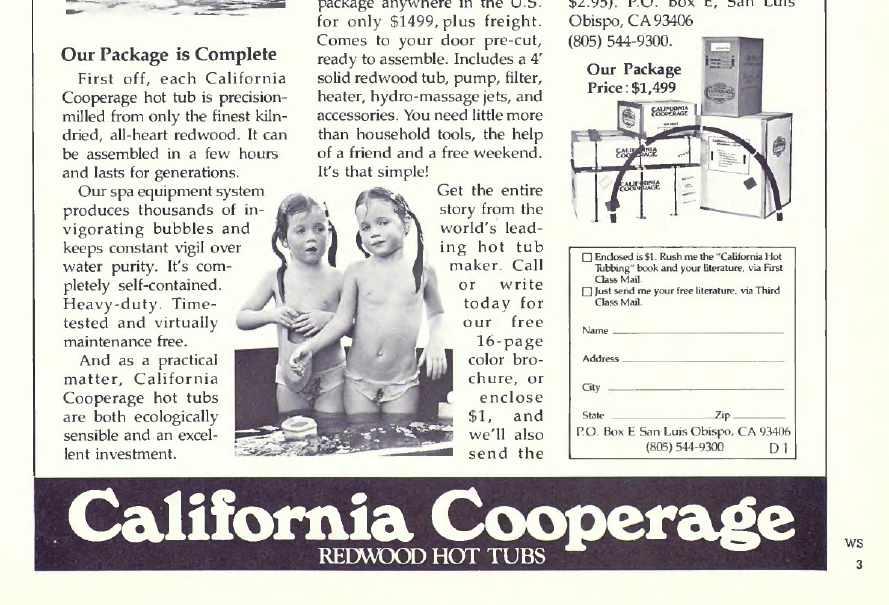 Our Package is Complete
First off, each California
Cooperage hot tub is precision-
milled from only the finest kiln-
dried, all-heart redwood. It can
be assembled in a few hours
and lasts for generations.
Our spa equipment system
produces thousands of in-
vigorating bubbles and
keeps constant vigil over
water purity. It's com-
pletely self-contained.
Heavy-duty. Time-
tested and virtually
maintenance free.
And as a practical
matter, California
Cooperage hot tubs
are both ecologically
sensible and an excel-
lent investment.
package anywhere in the U.S.
for only $1499, plus freight.
Comes to your door pre-cut,
ready to assemble. Includes a 4'
solid redwood tub, pump, filter,
heater, hydro-massage jets, and
accessories. You need little more
than household tools, the help
of a friend and a free weekend.
It's that simple!
Get the entire
story from the
world's lead-
ing hot tub
maker. Call
or write
today for
our free
16-page
color bro-
chure, or
enclose
$1, and
we'll also
send the
$2.95). P.O. Box E, San Luis
Obispo, CA 93406
(805) 544-9300.
Our Package
Price: $1,499
CALIFORNIA
COOPERAGE
CALIFORNIA
COOPERAGE
CALIFORNIA
COOPERAGE
☐ Enclosed is $1. Rush me the "California Hot
Tubbing" book and your literature, via First
Class Mail.
☐ Just send me your free literature, via Third
Class Mail.
Name
Address
City
State Zip
P.O. Box E San Luis Obispo, CA 93406
(805) 544-9300 D 1
California Cooperage
REDWOOD HOT TUBS
WS
3